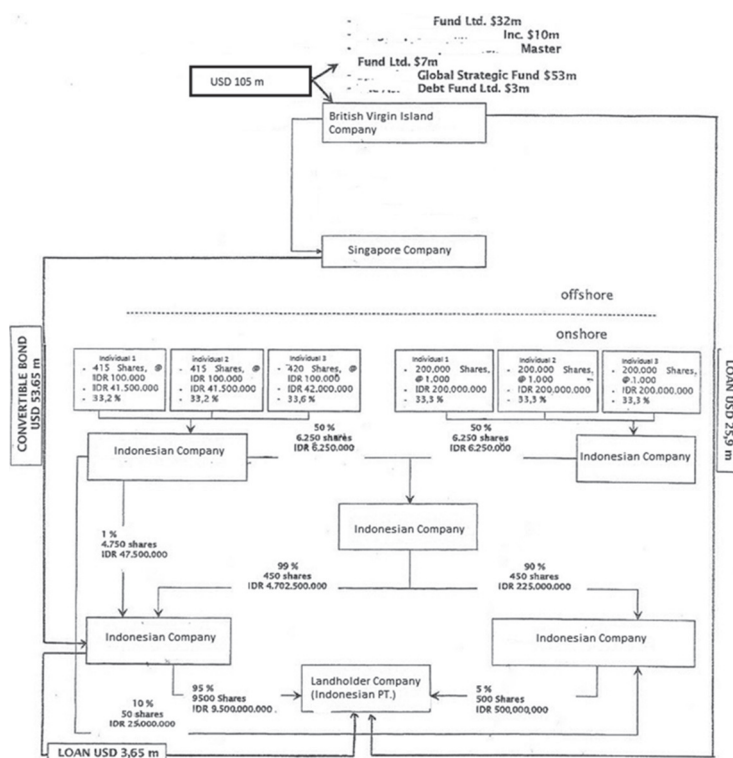 Fund Ltd. $32m
Inc. $10m
Master
Fund Ltd. $7m
Global Strategic Fund $53m
Debt Fund Ltd. $3m
USD 105 m
British Virgin Island
Company
Singapore Company
offshore
onshore
CONVERTIBLE BOND
USD 53.65 m
LOAN USD 25,9 m
Individual 1
- 415 Shares, @
IDR 100.000
- IDR 41.500.000
- 33,2 %
Individual 2
- 415 Shares, @
IDR 100.000
- IDR 41.500.000
- 33,2 %
Individual 3
- 420 Shares, @
IDR 100.000
- IDR 42.000.000
- 33,6 %
Individual 1
- 200.000 Shares,
@ 1.000
- IDR 200.000.000
- 33,3 %
Individual 2
- 200.000 Shares,
@ 1.000
- IDR 200,000,000
- 33,3 %
Individual 3
- 200.000 Shares,
@ 1.000
- IDR 200.000.000
- 33,3 %
Indonesian Company
50 %
6.250 shares
IDR 6.250.000
50 %
6.250 shares
IDR 6.250.000
Indonesian Company
Indonesian Company
1 %
4.750 shares
IDR 47.500.000
99 %
450 shares
IDR 4.702.500.000
90 %
450 shares
IDR 225.000.000
Indonesian Company
Indonesian Company
95 %
9500 Shares
IDR 9.500.000.000
Landholder Company
(Indonesian PT.)
5 %
500 Shares
IDR 500,000,000
10 %
50 shares
IDR 25.000.000
LOAN USD 3,65 m